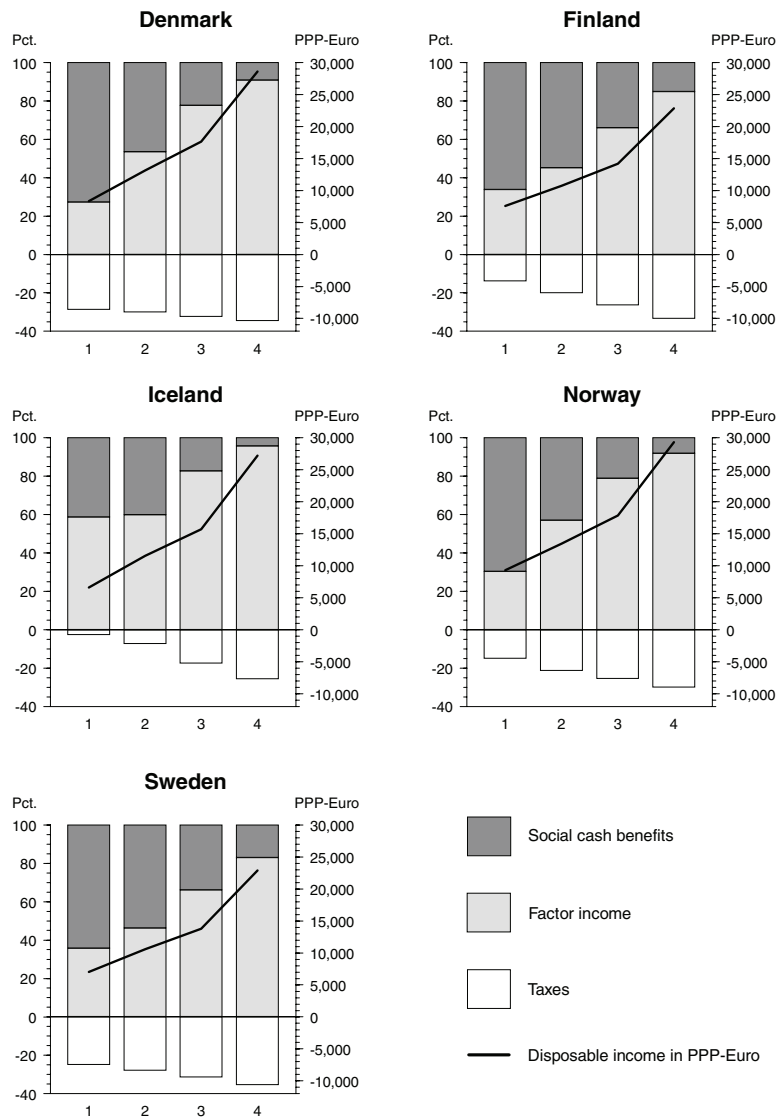 Denmark
Pct. PPP-Euro
100 30,000
80 25,000
60 20,000
40 15,000
20 10,000
0 5,000
-20 0
-40 -5,000
-10,000
1 2 3 4
Finland
Pct. PPP-Euro
100 30,000
80 25,000
60 20,000
40 15,000
20 10,000
0 5,000
-20 0
-40 -5,000
-10,000
1 2 3 4
Iceland
Pct. PPP-Euro
100 30,000
80 25,000
60 20,000
40 15,000
20 10,000
0 5,000
-20 0
-40 -5,000
-10,000
1 2 3 4
Norway
Pct. PPP-Euro
100 30,000
80 25,000
60 20,000
40 15,000
20 10,000
0 5,000
-20 0
-40 -5,000
-10,000
1 2 3 4
Sweden
Pct. PPP-Euro
100 30,000
80 25,000
60 20,000
40 15,000
20 10,000
0 5,000
-20 0
-40 -5,000
-10,000
1 2 3 4
Social cash benefits
Factor income
Taxes
Disposable income in PPP-Euro